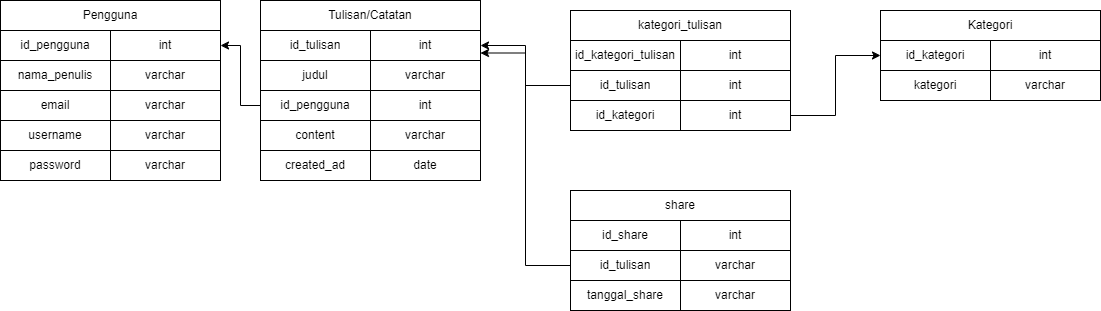 Pengguna
id_pengguna int
nama_penulis varchar
email varchar
username varchar
password varchar
Tulisan/Catatan
id_tulisan int
judul varchar
id_pengguna int
content varchar
created_ad date
kategori_tulisan
id_kategori_tulisan int
id_tulisan int
id_kategori int
Kategori
id_kategori int
kategori varchar
share
id_share int
id_tulisan varchar
tanggal_share varchar